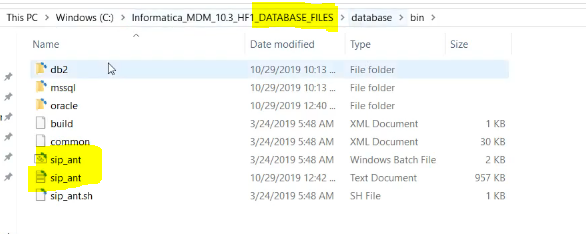 This PC > Windows (C:) > Informatica_MDM_10.3_HF1_DATABASE_FILES > database > bin >
Name Date modified Type Size
db2 10/29/2019 10:13 ... File folder
mssql 10/29/2019 10:13 ... File folder
oracle 10/29/2019 12:40 ... File folder
build 3/24/2019 5:48 AM XML Document 1 KB
common 3/24/2019 5:48 AM XML Document 30 KB
sip_ant 3/24/2019 5:48 AM Windows Batch File 2 KB
sip_ant 10/29/2019 12:42 ... Text Document 957 KB
sip_ant.sh 3/24/2019 5:48 AM SH File 1 KB